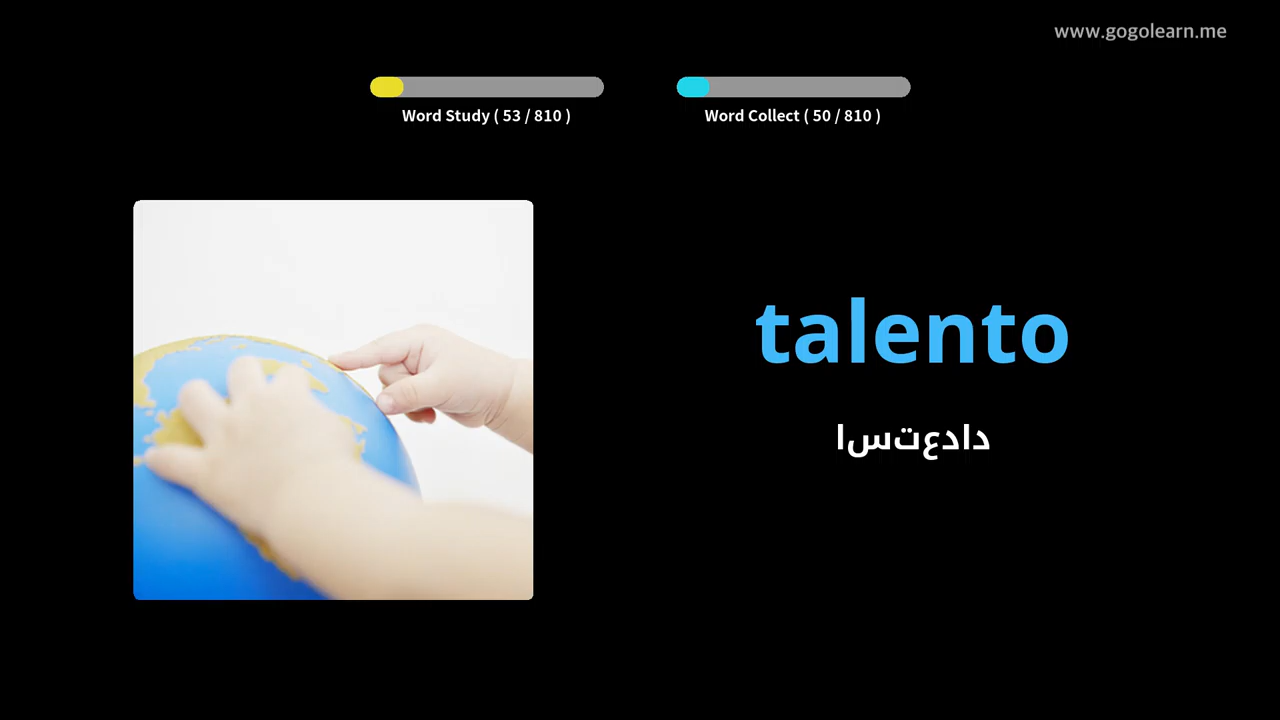 www.gogolearn.me
Word Study ( 53 / 810 )
Word Collect ( 50 / 810 )
talento
دادعتسا